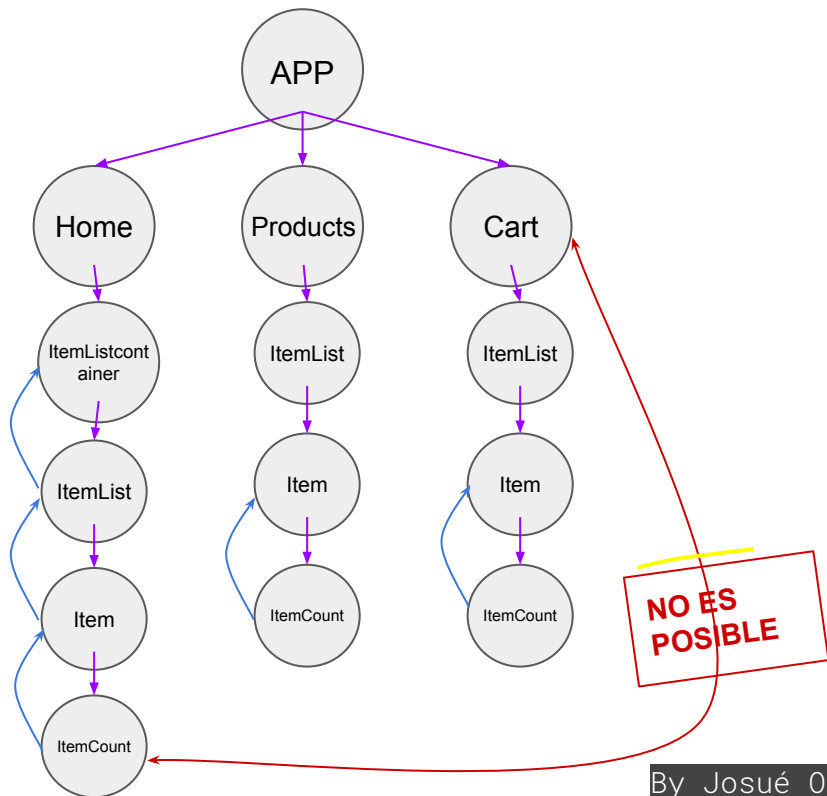 APP
Home
Products
Cart
ItemListcont
ainer
ItemList
ItemList
ItemList
Item
Item
Item
ItemCount
ItemCount
ItemCount
NO ES
POSIBLE
By Josué O